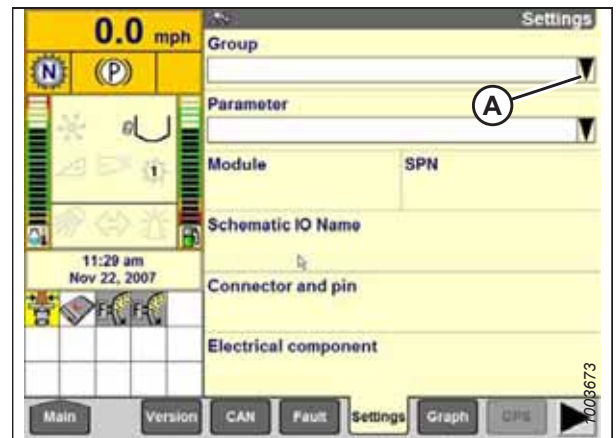 0.0 mph
Settings
Group
N
(P)
A
Parameter
Module
SPN
1
Schematic IO Name
11:29 am
Nov 22, 2007
Connector and pin
F
F
Electrical component
Main
Version
CAN
Fault
Settings
Graph
GPS
1003673